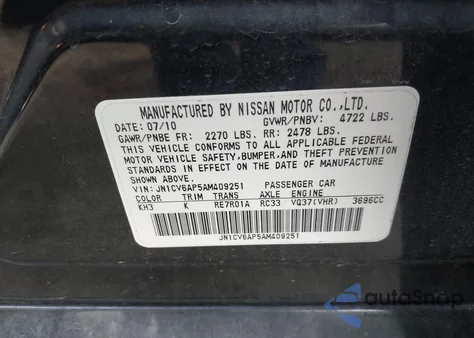 MANUFACTURED BY NISSAN MOTOR CO.,LTD.
DATE: 07/10 GVWR/PNBV: 4722 LBS.
GAWR/PNBE FR: 2270 LBS. RR: 2478 LBS.
THIS VEHICLE CONFORMS TO ALL APPLICABLE FEDERAL
MOTOR VEHICLE SAFETY,BUMPER,AND THEFT PREVENTION
STANDARDS IN EFFECT ON THE DATE OF MANUFACTURE
SHOWN ABOVE.
VIN: JN1CV6AP5AM409251 PASSENGER CAR
COLOR TRIM TRANS AXLE ENGINE
KH3 K RE7R01A RC33 VQ37(VHR) 3696CC
JN1CV6AP5AM409251
autoSnap